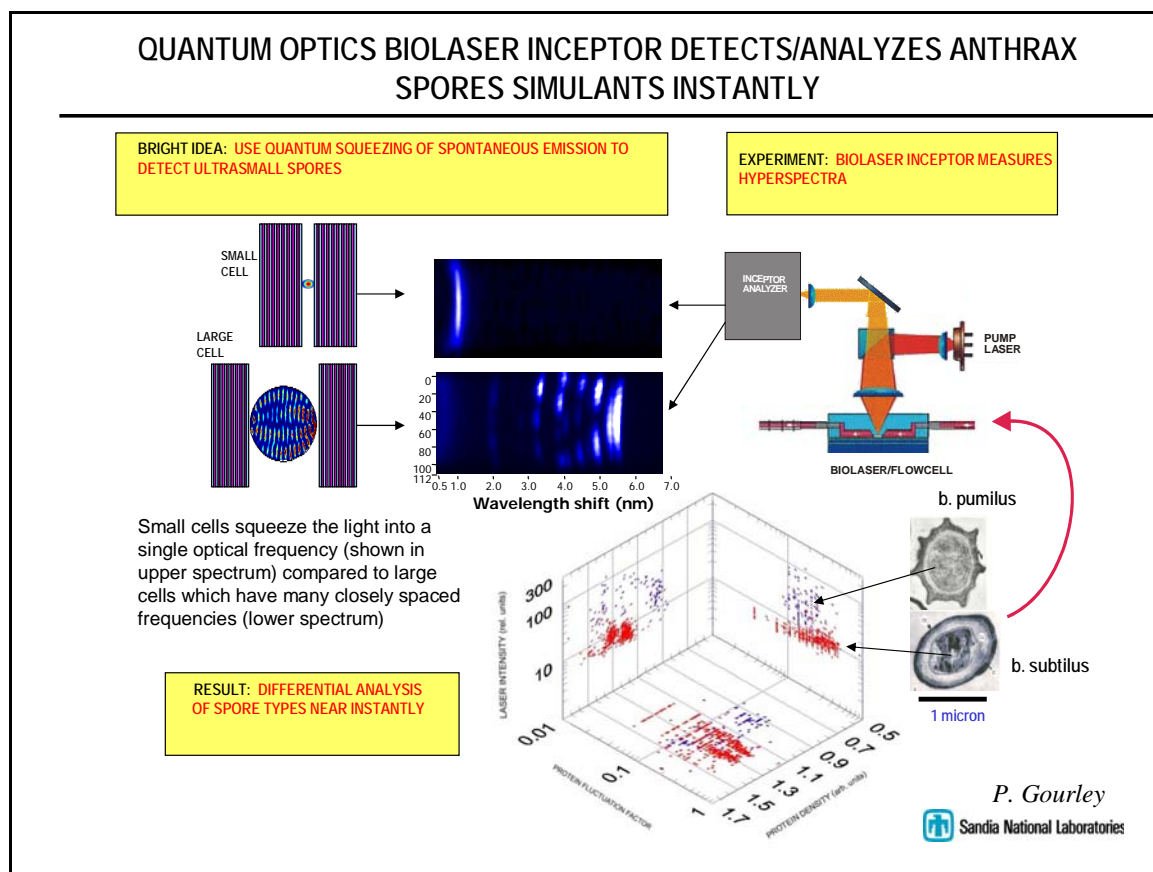 QUANTUM OPTICS BIOLASER INCEPTOR DETECTS/ANALYZES ANTHRAX
SPORES SIMULANTS INSTANTLY
BRIGHT IDEA: USE QUANTUM SQUEEZING OF SPONTANEOUS EMISSION TO
DETECT ULTRASMALL SPORES
EXPERIMENT: BIOLASER INCEPTOR MEASURES
HYPERSPECTRA
SMALL
CELL
LARGE
CELL
INCEPTOR
ANALYZER
PUMP
LASER
BIOLASER/FLOWCELL
0
20
40
60
80
100
112
0.5 1.0 2.0 3.0 4.0 5.0 6.0 7.0
Wavelength shift (nm)
Small cells squeeze the light into a
single optical frequency (shown in
upper spectrum) compared to large
cells which have many closely spaced
frequencies (lower spectrum)
RESULT: DIFFERENTIAL ANALYSIS
OF SPORE TYPES NEAR INSTANTLY
LASER INTENSITY (rel. units)
300
100
10
0.01
0.1
1
PROTEIN FLUCTUATION FACTOR
1.7
1.5
1.3
1.1
0.9
0.7
0.5
PROTEIN DENSITY (arb. units)
b. pumilus
b. subtilus
1 micron
P. Gourley
Sandia National Laboratories